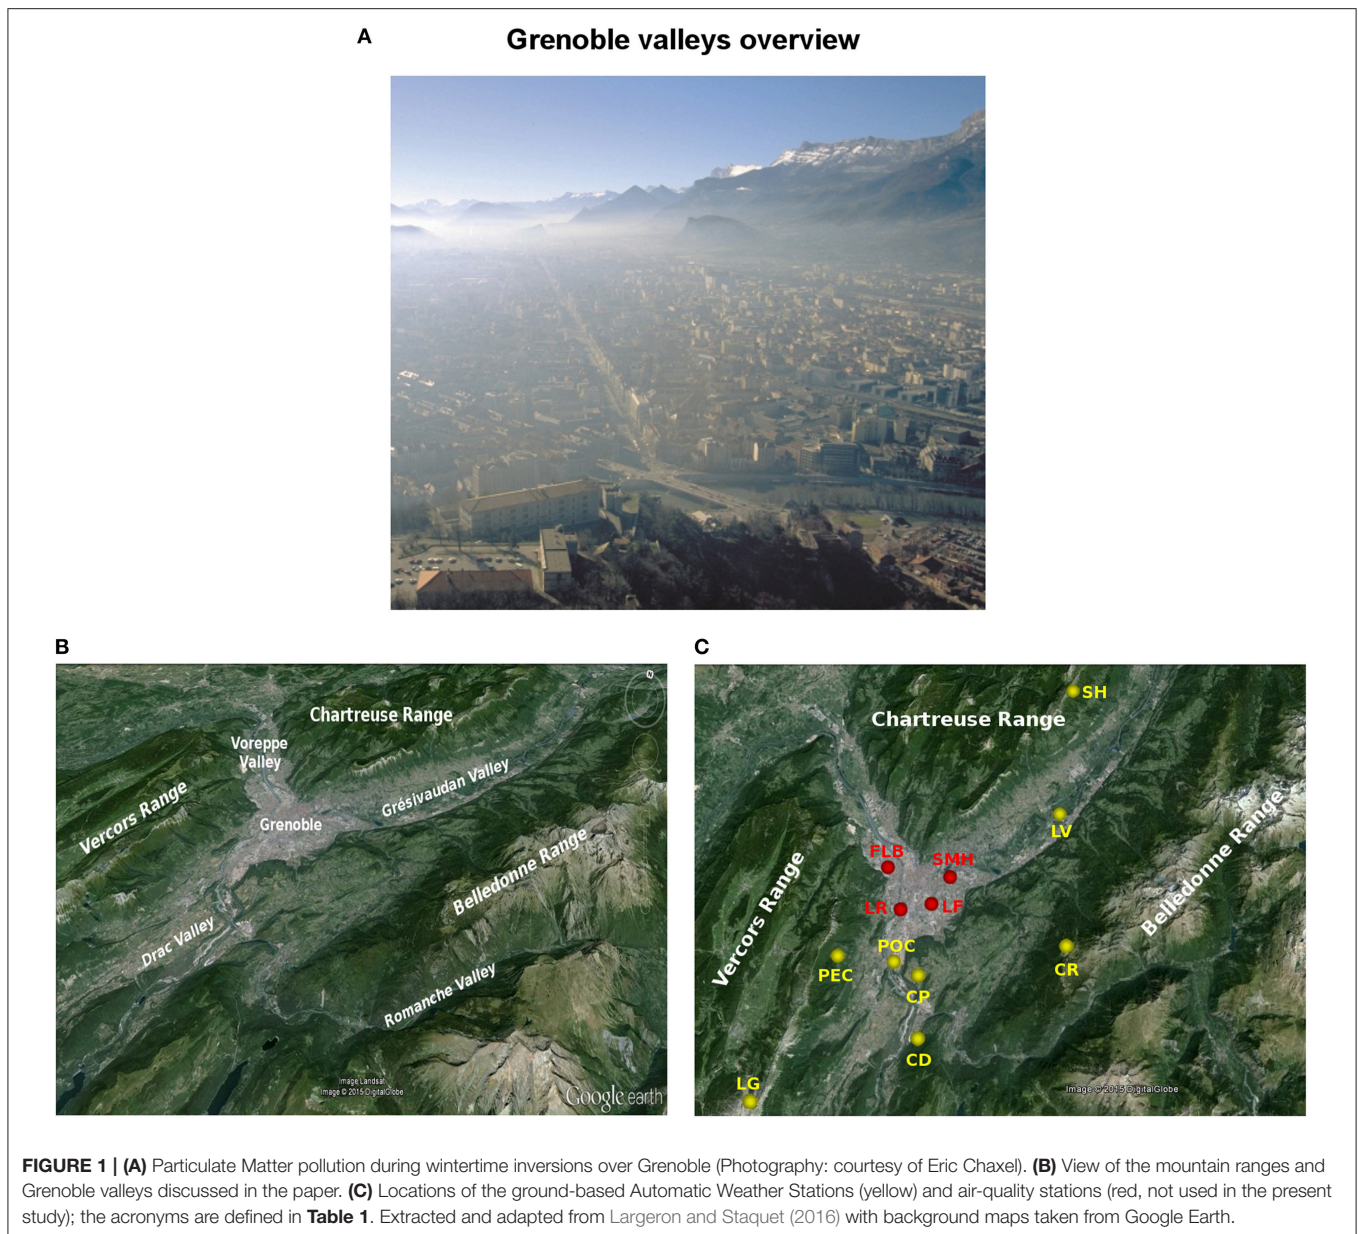 A
Grenoble valleys overview
B
N
Chartreuse Range
Voreppe
Valley
Vercors Range
Grésivaudan Valley
Grenoble
Belledonne Range
Drac Valley
Romanche Valley
Image Landsat
Image © 2015 DigitalGlobe
Google earth
C
SH
Chartreuse Range
LV
Belledonne Range
FLB
SMH
Vercors Range
LR
LF
POC
PEC
CR
CP
CD
LG
Image © 2015 DigitalGlobe
FIGURE 1 | (A) Particulate Matter pollution during wintertime inversions over Grenoble (Photography: courtesy of Eric Chaxel). (B) View of the mountain ranges and
Grenoble valleys discussed in the paper. (C) Locations of the ground-based Automatic Weather Stations (yellow) and air-quality stations (red, not used in the present
study); the acronyms are defined in Table 1. Extracted and adapted from Largeron and Staquet (2016) with background maps taken from Google Earth.